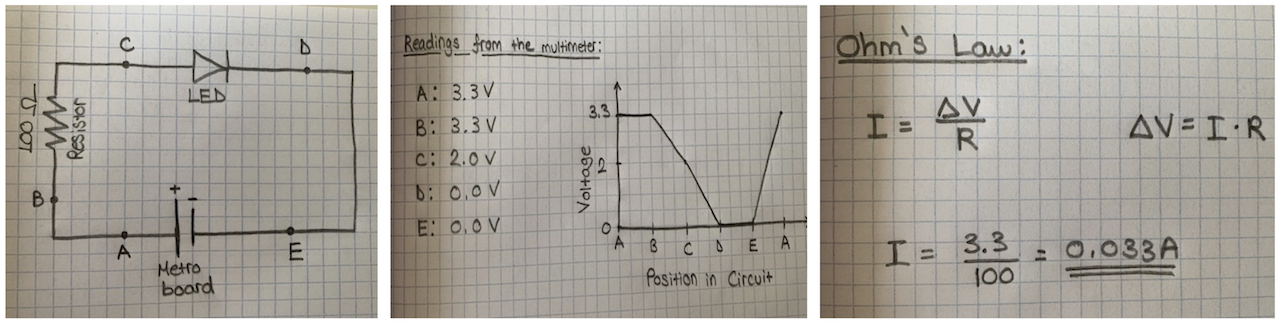 C
D
LED
100 Ω
Resistor
B
+
-
A
E
Metro
board
Readings from the multimeter:
A: 3.3 V
B: 3.3 V
C: 2.0 V
D: 0,0 V
E: 0,0 V
Voltage
3.3
2
0
A B C D E A
Position in Circuit
Ohm's Law:
I = ΔV/R
ΔV = I · R
I = 3.3/100 = 0,033A